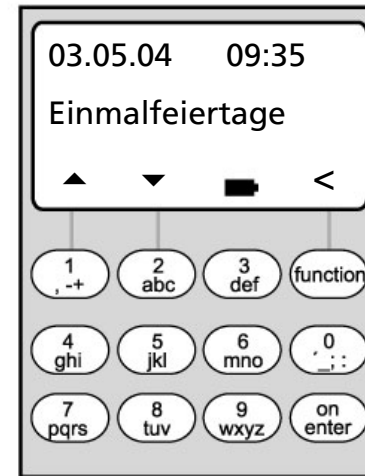 03.05.04 09:35
Einmalfeiertage
<
1 2 3 function
, -+ abc def
4 5 6 0
ghi jkl mno ´_;:
7 8 9 on
pqrs tuv wxyz enter